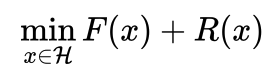 min F(x) + R(x)
x∈ℋ